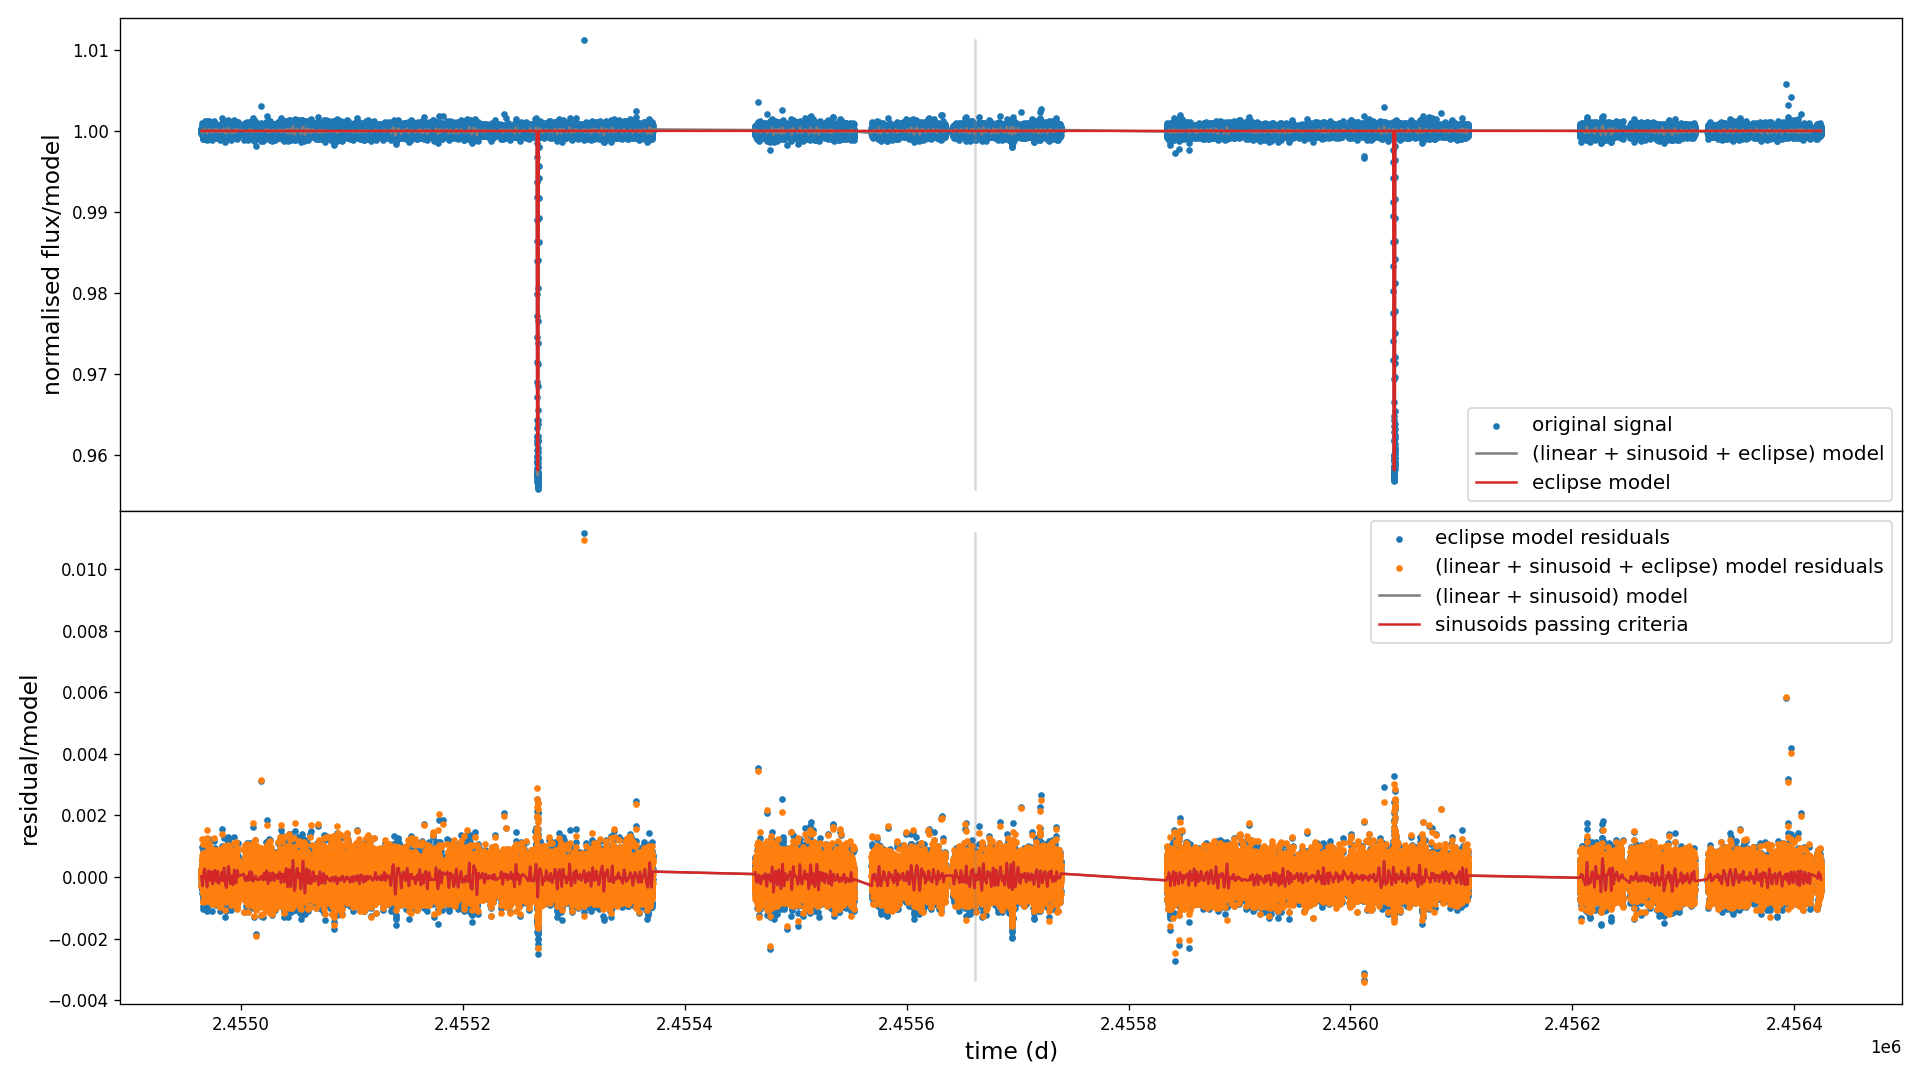 1.01
1.00
0.99
0.98
0.97
0.96
normalised flux/model
original signal
(linear + sinusoid + eclipse) model
eclipse model
0.010
0.008
0.006
0.004
0.002
0.000
−0.002
−0.004
residual/model
eclipse model residuals
(linear + sinusoid + eclipse) model residuals
(linear + sinusoid) model
sinusoids passing criteria
2.4550 2.4552 2.4554 2.4556 2.4558 2.4560 2.4562 2.4564
time (d)
1e6